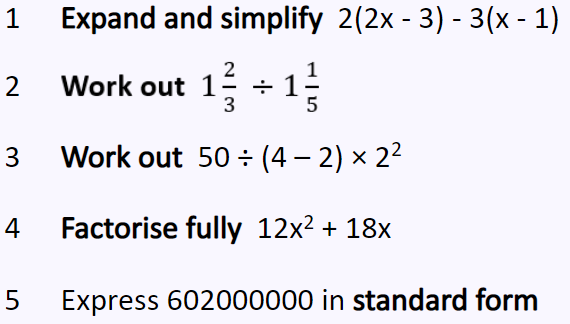 1 Expand and simplify 2(2x - 3) - 3(x - 1)
2 Work out 1 2/3 ÷ 1 1/5
3 Work out 50 ÷ (4 – 2) × 2²
4 Factorise fully 12x² + 18x
5 Express 602000000 in standard form